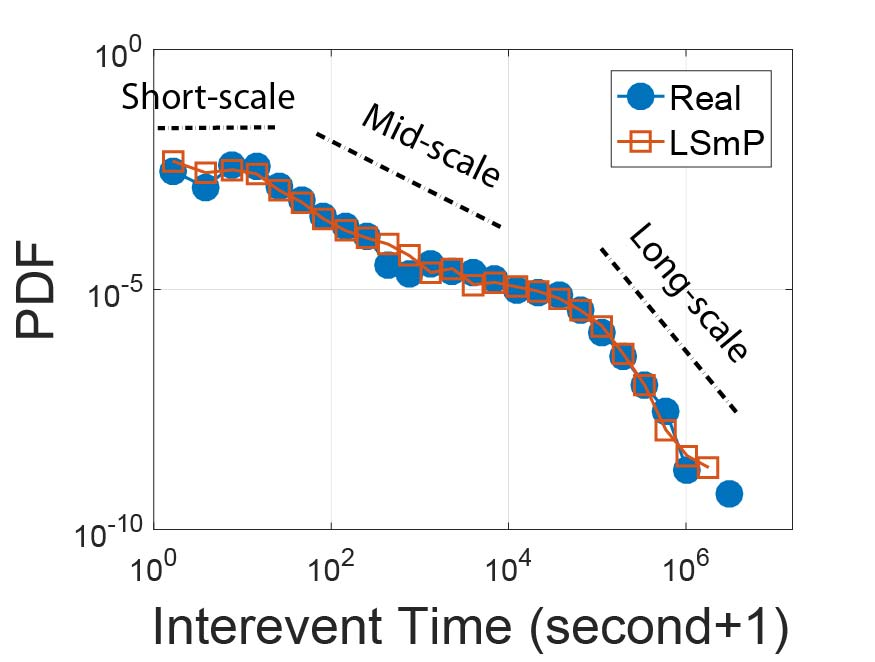 10^0
Short-scale
Mid-scale
Real
LSmP
Long-scale
PDF
10^-5
10^-10
10^0 10^2 10^4 10^6
Interevent Time (second+1)